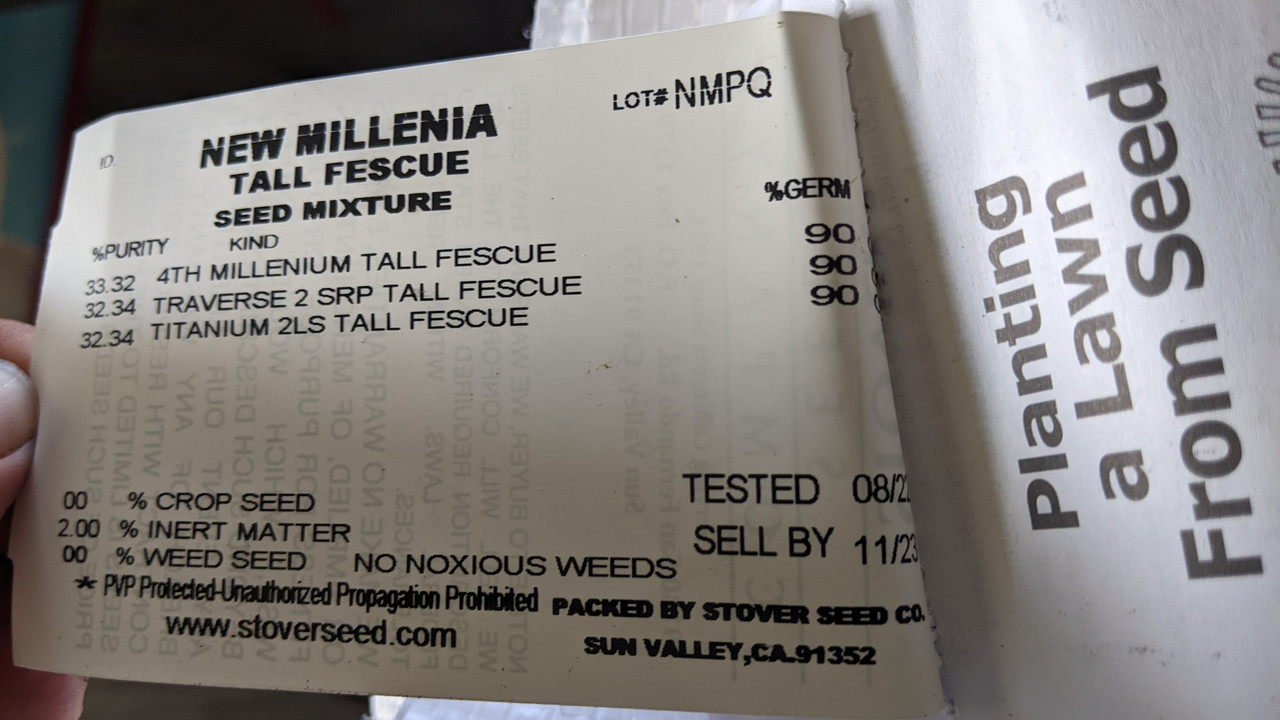 ID.
LOT# NMPQ
NEW MILLENIA
TALL FESCUE
SEED MIXTURE
%PURITY KIND %GERM
33.32 4TH MILLENIUM TALL FESCUE 90
32.34 TRAVERSE 2 SRP TALL FESCUE 90
32.34 TITANIUM 2LS TALL FESCUE 90
00 % CROP SEED
2.00 % INERT MATTER
00 % WEED SEED NO NOXIOUS WEEDS
TESTED
SELL BY 11/23
* PVP Protected-Unauthorized Propagation Prohibited
www.stoverseed.com
PACKED BY STOVER SEED CO.
SUN VALLEY,CA.91352
Planting
a Lawn
From Seed